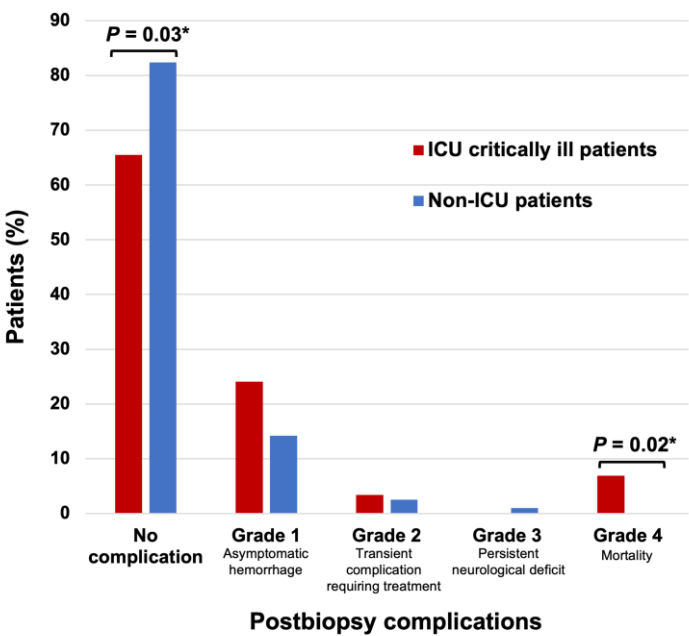 90
80
70
60
50
40
30
20
10
0
Patients (%)
P = 0.03*
ICU critically ill patients
Non-ICU patients
P = 0.02*
No
complication
Grade 1
Asymptomatic
hemorrhage
Grade 2
Transient
complication
requiring treatment
Grade 3
Persistent
neurological deficit
Grade 4
Mortality
Postbiopsy complications